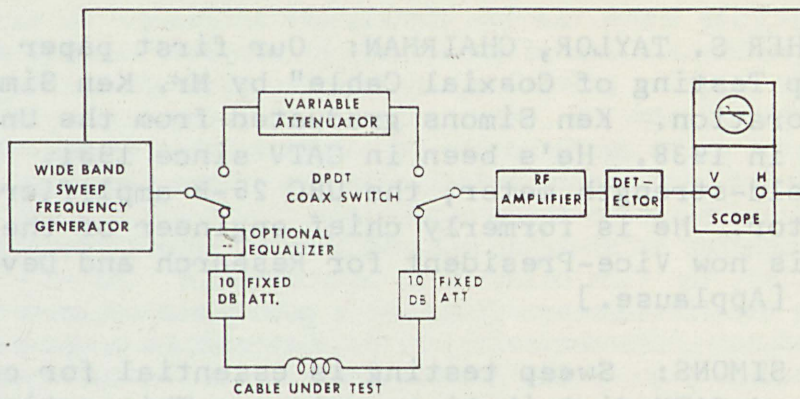 VARIABLE
ATTENUATOR
WIDE BAND
SWEEP
FREQUENCY
GENERATOR
DPDT
COAX SWITCH
RF
AMPLIFIER
DET-
ECTOR
V H
O
SCOPE
OPTIONAL
EQUALIZER
10
DB
FIXED
ATT.
10
DB
FIXED
ATT
CABLE UNDER TEST